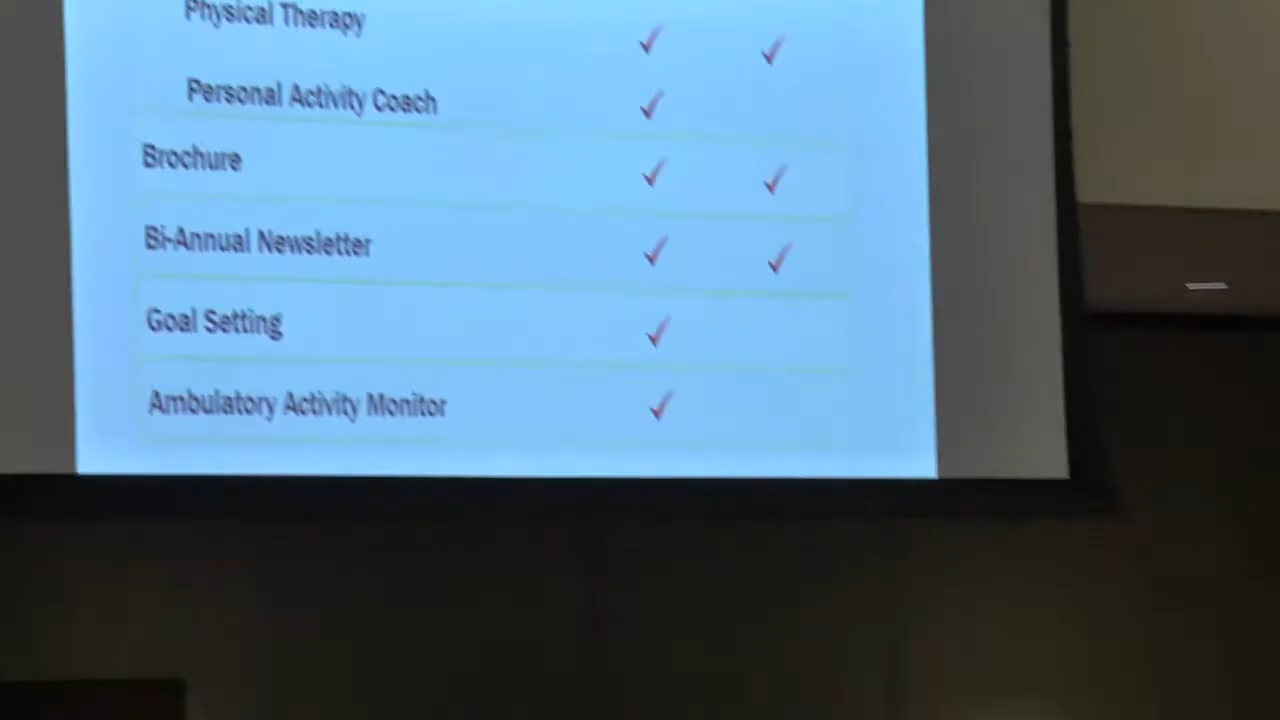 Physical Therapy ✓ ✓
Personal Activity Coach ✓
Brochure ✓ ✓
Bi-Annual Newsletter ✓ ✓
Goal Setting ✓
Ambulatory Activity Monitor ✓